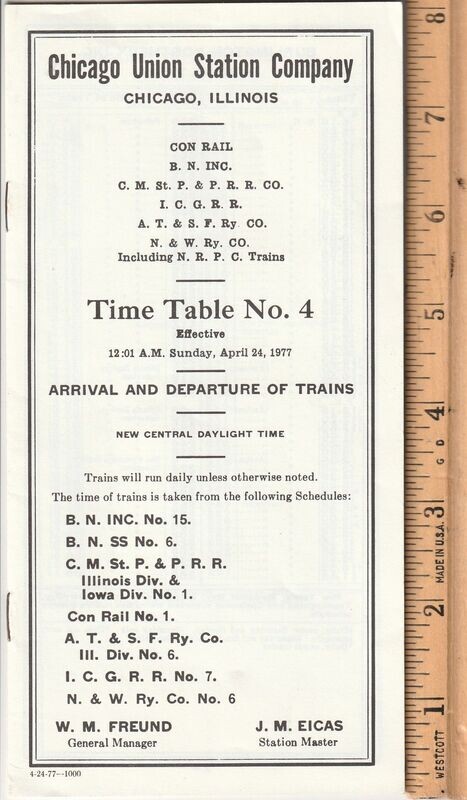 Chicago Union Station Company
CHICAGO, ILLINOIS
CON RAIL
B. N. INC.
C. M. St. P. & P. R. R. CO.
I. C. G. R. R.
A. T. & S. F. Ry. CO.
N. & W. Ry. CO.
Including N. R. P. C. Trains
Time Table No. 4
Effective
12:01 A.M. Sunday, April 24, 1977
ARRIVAL AND DEPARTURE OF TRAINS
NEW CENTRAL DAYLIGHT TIME
Trains will run daily unless otherwise noted.
The time of trains is taken from the following Schedules:
B. N. INC. No. 15.
B. N. SS No. 6.
C. M. St. P. & P. R. R.
Illinois Div. &
Iowa Div. No. 1.
Con Rail No. 1.
A. T. & S. F. Ry. Co.
Ill. Div. No. 6.
I. C. G. R. R. No. 7.
N. & W. Ry. Co. No. 6
W. M. FREUND
General Manager
J. M. EICAS
Station Master
4-24-77--1000
8
7
6
5
4
G D
3
MADE IN U.S.A.
2
1
WESTCOTT